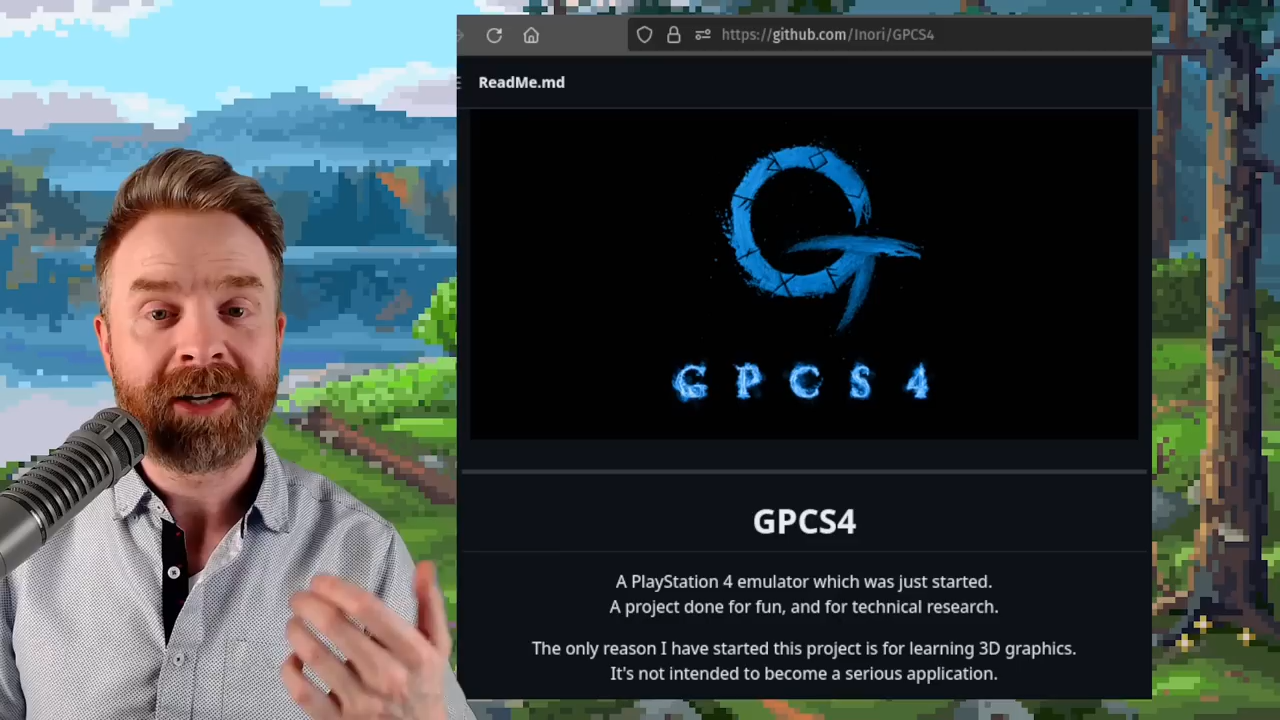 https://github.com/Inori/GPCS4
ReadMe.md
GPCS4
GPCS4
A PlayStation 4 emulator which was just started.
A project done for fun, and for technical research.
The only reason I have started this project is for learning 3D graphics.
It's not intended to become a serious application.